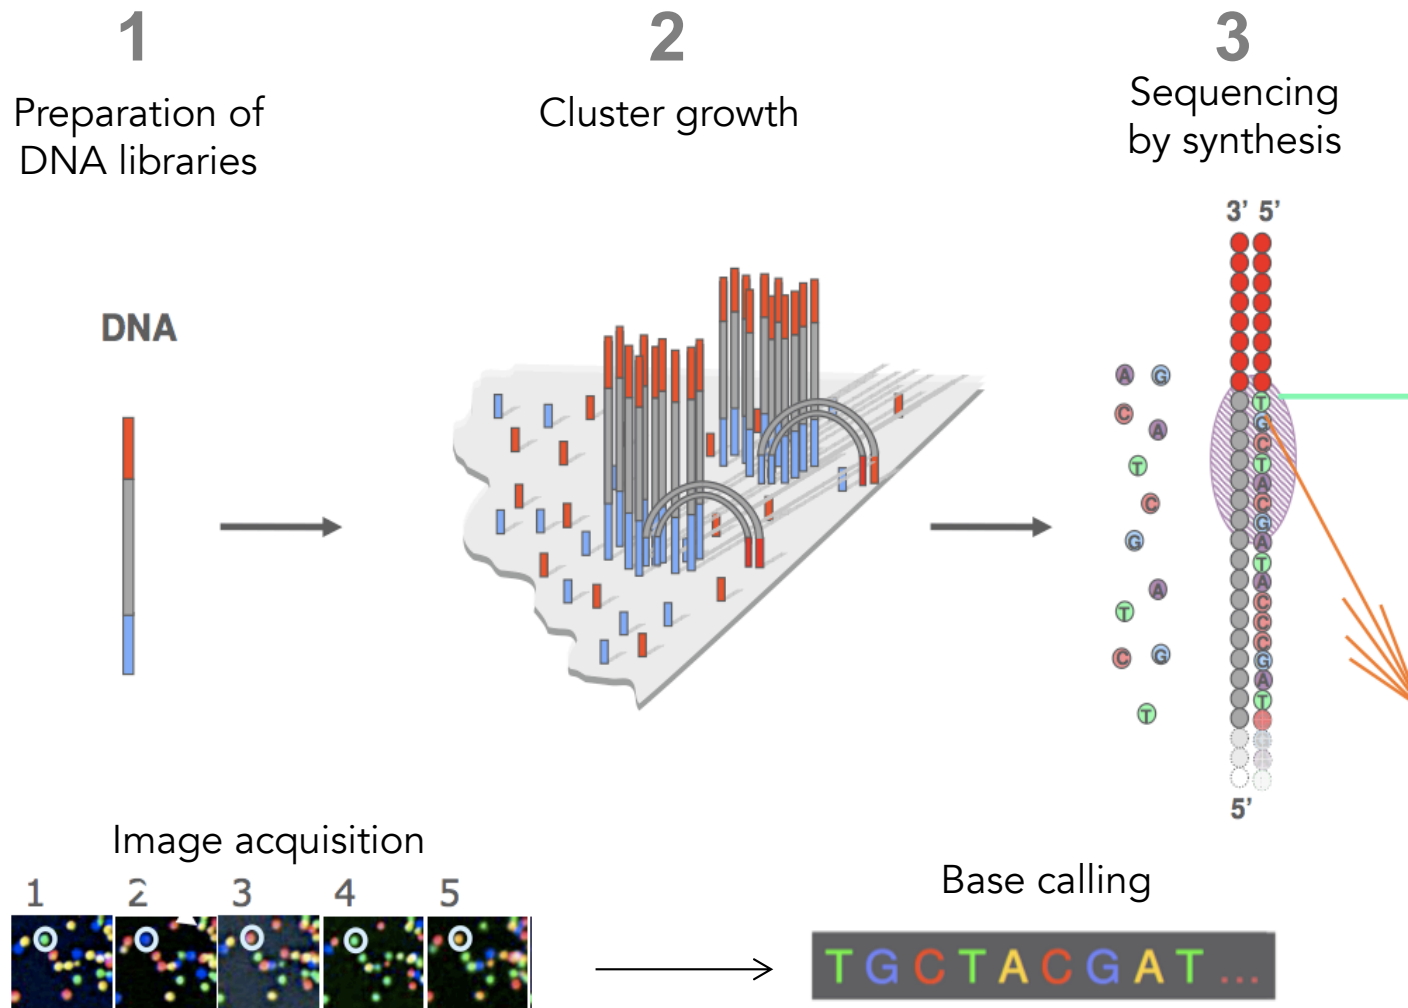 1
2
3
Preparation of
DNA libraries
Cluster growth
Sequencing
by synthesis
3’ 5’
DNA
A
G
C
A
T
C
G
A
T
C
G
T
T
G
C
T
A
C
G
A
T
A
C
C
C
G
A
T
5’
Image acquisition
1 2 3 4 5
Base calling
TGCTACGAT...